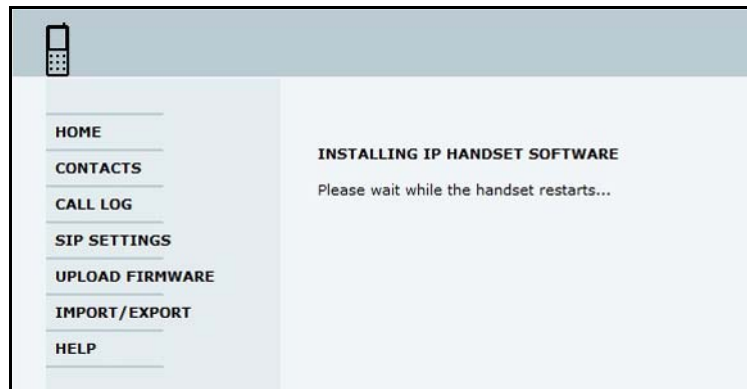 HOME
CONTACTS
CALL LOG
SIP SETTINGS
UPLOAD FIRMWARE
IMPORT/EXPORT
HELP
INSTALLING IP HANDSET SOFTWARE
Please wait while the handset restarts...